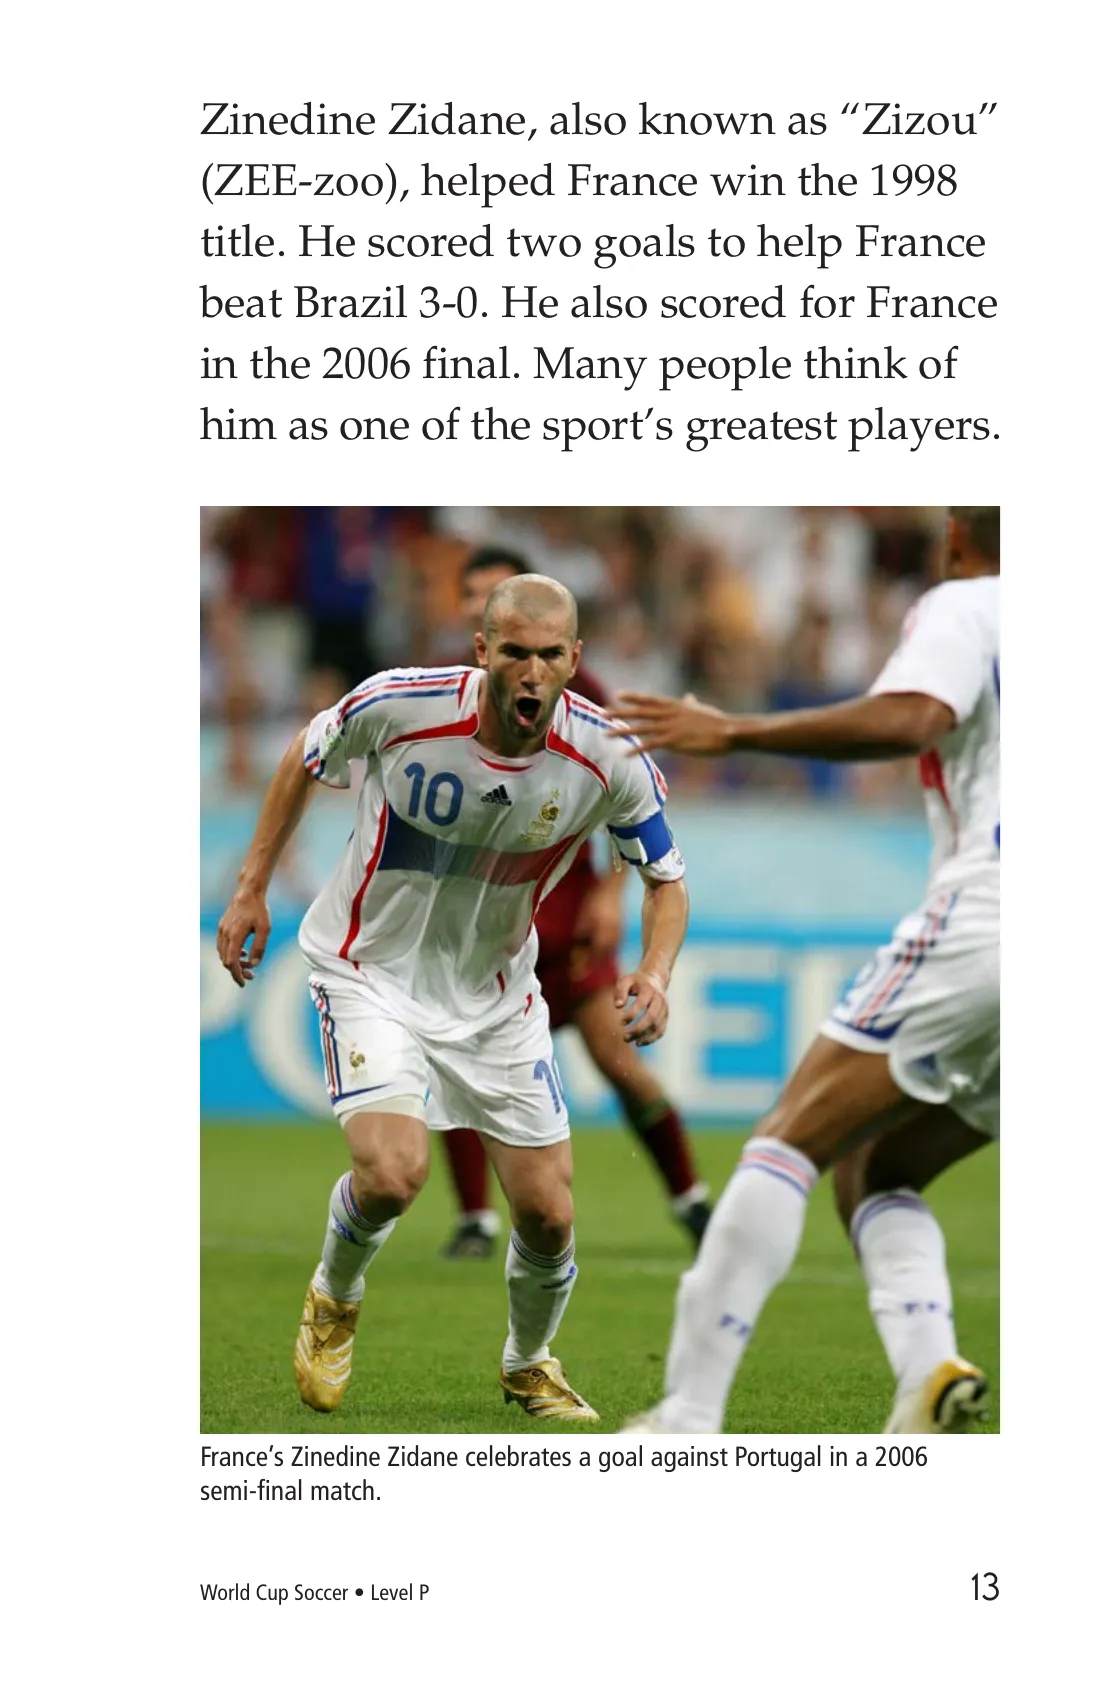 Zinedine Zidane, also known as “Zizou”
(ZEE-zoo), helped France win the 1998
title. He scored two goals to help France
beat Brazil 3-0. He also scored for France
in the 2006 final. Many people think of
him as one of the sport’s greatest players.
10
adidas
10
France’s Zinedine Zidane celebrates a goal against Portugal in a 2006
semi-final match.
World Cup Soccer • Level P
13